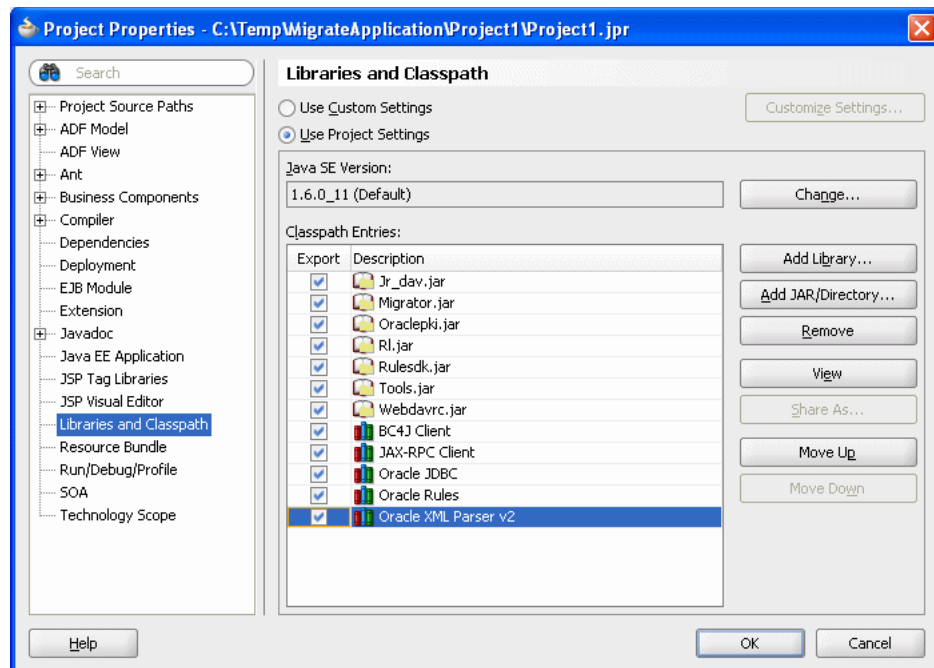 Project Properties - C:\Temp\MigrateApplication\Project1\Project1.jpr
Search
Project Source Paths
ADF Model
ADF View
Ant
Business Components
Compiler
Dependencies
Deployment
EJB Module
Extension
Javadoc
Java EE Application
JSP Tag Libraries
JSP Visual Editor
Libraries and Classpath
Resource Bundle
Run/Debug/Profile
SOA
Technology Scope
Libraries and Classpath
Use Custom Settings
Customize Settings...
Use Project Settings
Java SE Version:
1.6.0_11 (Default)
Change...
Classpath Entries:
Export Description
Jr_dav.jar
Migrator.jar
Oraclepki.jar
Rl.jar
Rulesdk.jar
Tools.jar
Webdavrc.jar
BC4J Client
JAX-RPC Client
Oracle JDBC
Oracle Rules
Oracle XML Parser v2
Add Library...
Add JAR/Directory...
Remove
View
Share As...
Move Up
Move Down
Help
OK
Cancel